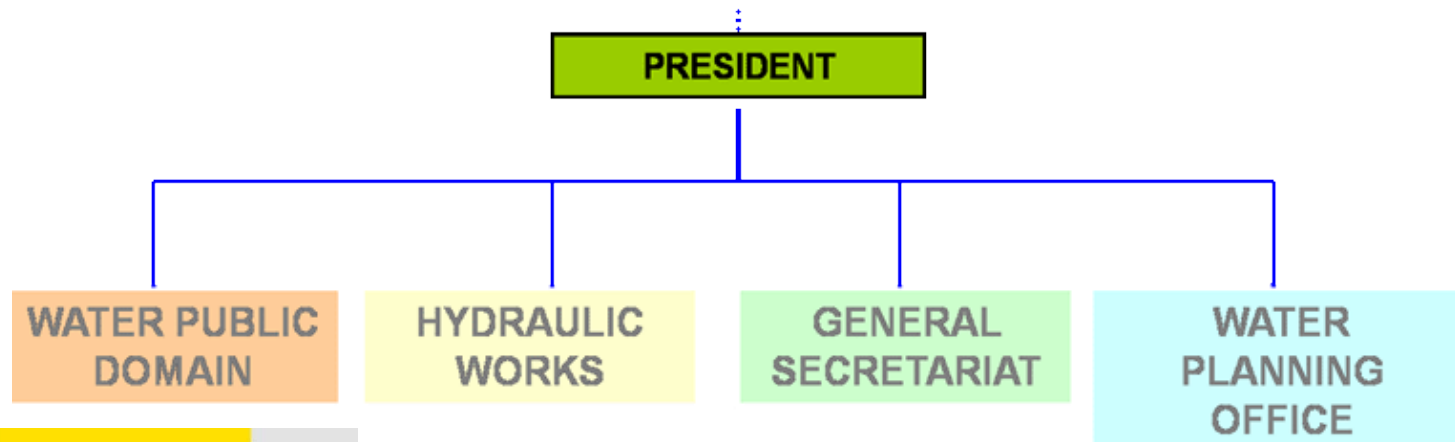 PRESIDENT
WATER PUBLIC
DOMAIN
HYDRAULIC
WORKS
GENERAL
SECRETARIAT
WATER
PLANNING
OFFICE